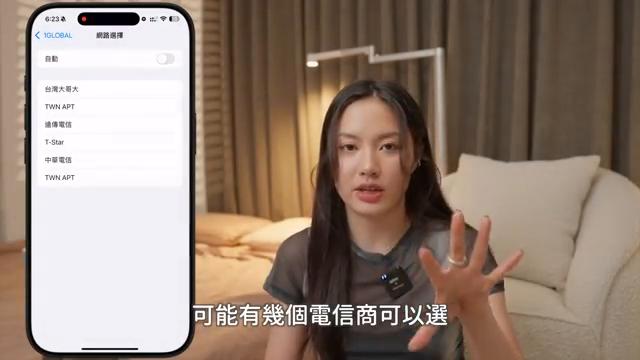 6:23
1GLOBAL
網路選擇
自動
台灣大哥大
TWN APT
遠傳電信
T-Star
中華電信
TWN APT
可能有幾個電信商可以選